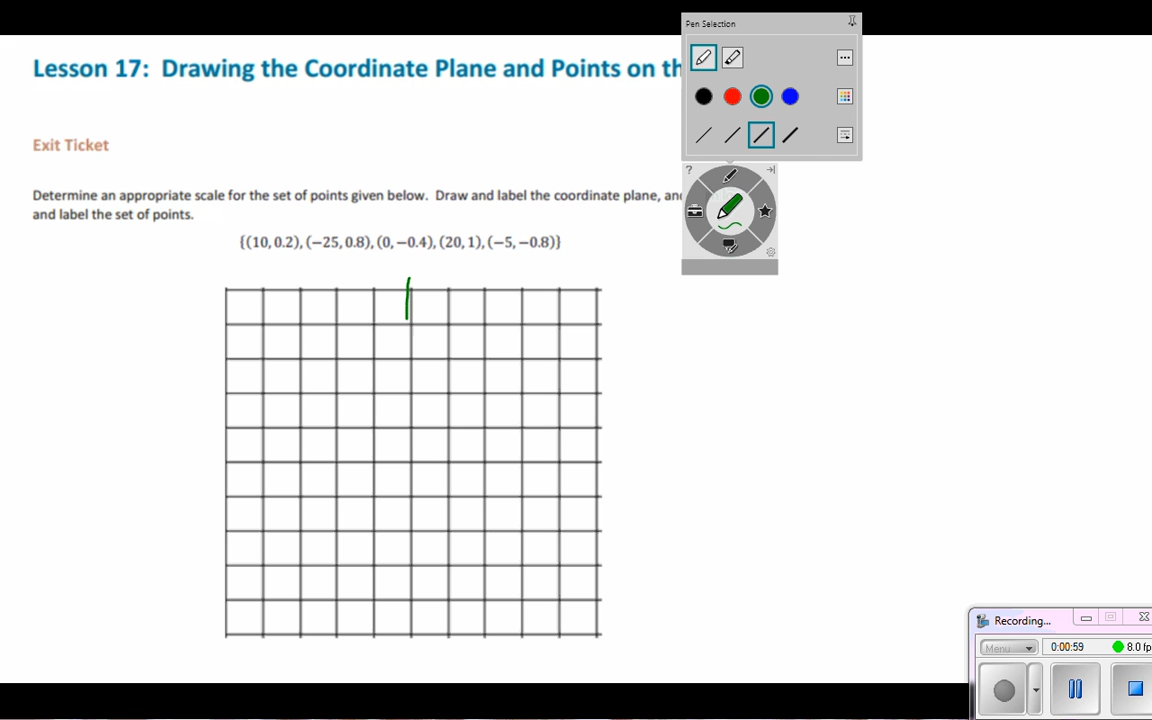 Pen Selection
Lesson 17: Drawing the Coordinate Plane and Points on th
Exit Ticket
Determine an appropriate scale for the set of points given below. Draw and label the coordinate plane, and
and label the set of points.
{(10, 0.2), (−25, 0.8), (0, −0.4), (20, 1), (−5, −0.8)}
?
Recording...
Menu
0:00:59
8.0 fp